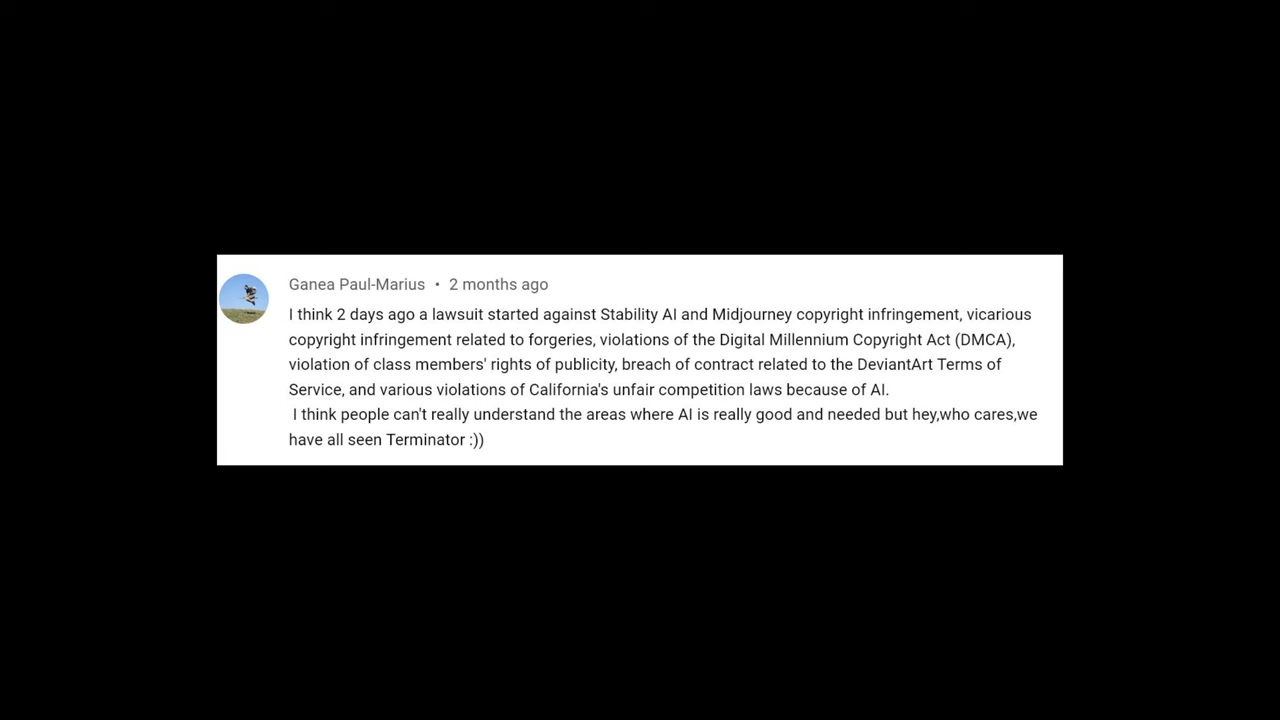 Ganea Paul-Marius • 2 months ago
I think 2 days ago a lawsuit started against Stability AI and Midjourney copyright infringement, vicarious
copyright infringement related to forgeries, violations of the Digital Millennium Copyright Act (DMCA),
violation of class members' rights of publicity, breach of contract related to the DeviantArt Terms of
Service, and various violations of California's unfair competition laws because of AI.
I think people can't really understand the areas where AI is really good and needed but hey,who cares,we
have all seen Terminator :))